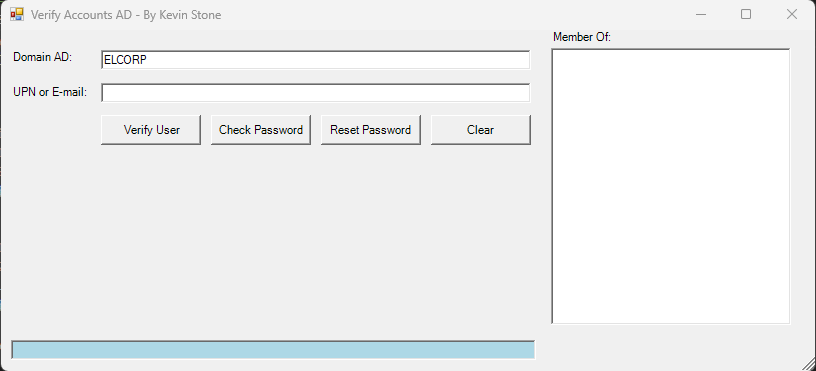 Verify Accounts AD - By Kevin Stone
Member Of:
Domain AD:
ELCORP
UPN or E-mail:
Verify User
Check Password
Reset Password
Clear